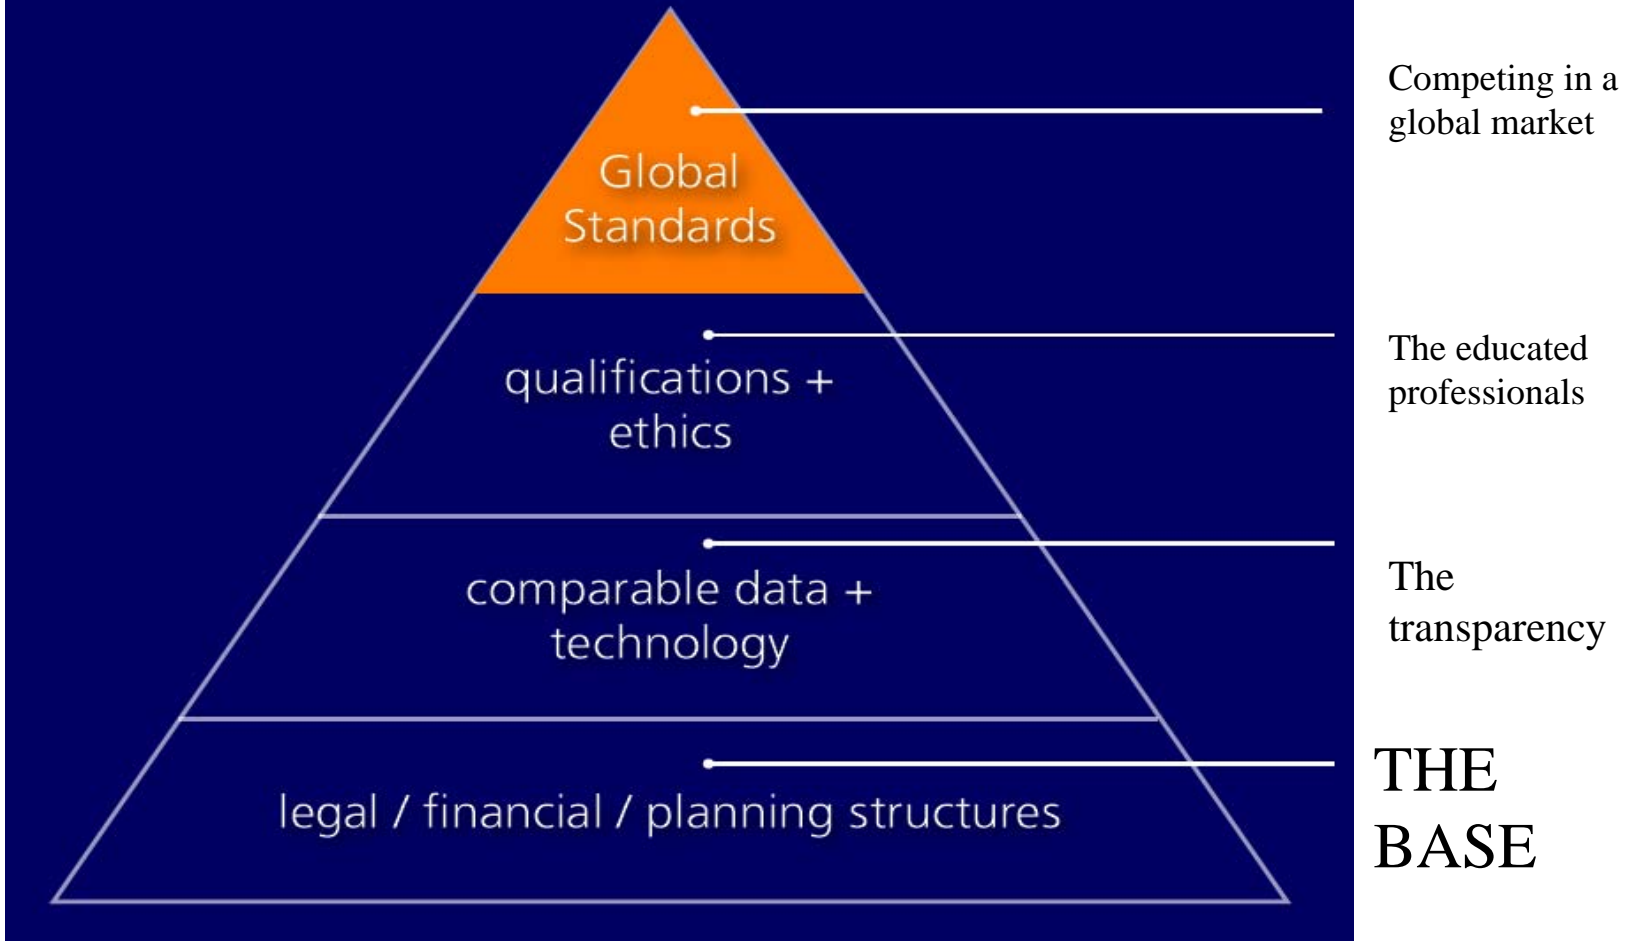 Competing in a
global market
Global
Standards
The educated
professionals
qualifications +
ethics
The
transparency
comparable data +
technology
THE
BASE
legal / financial / planning structures